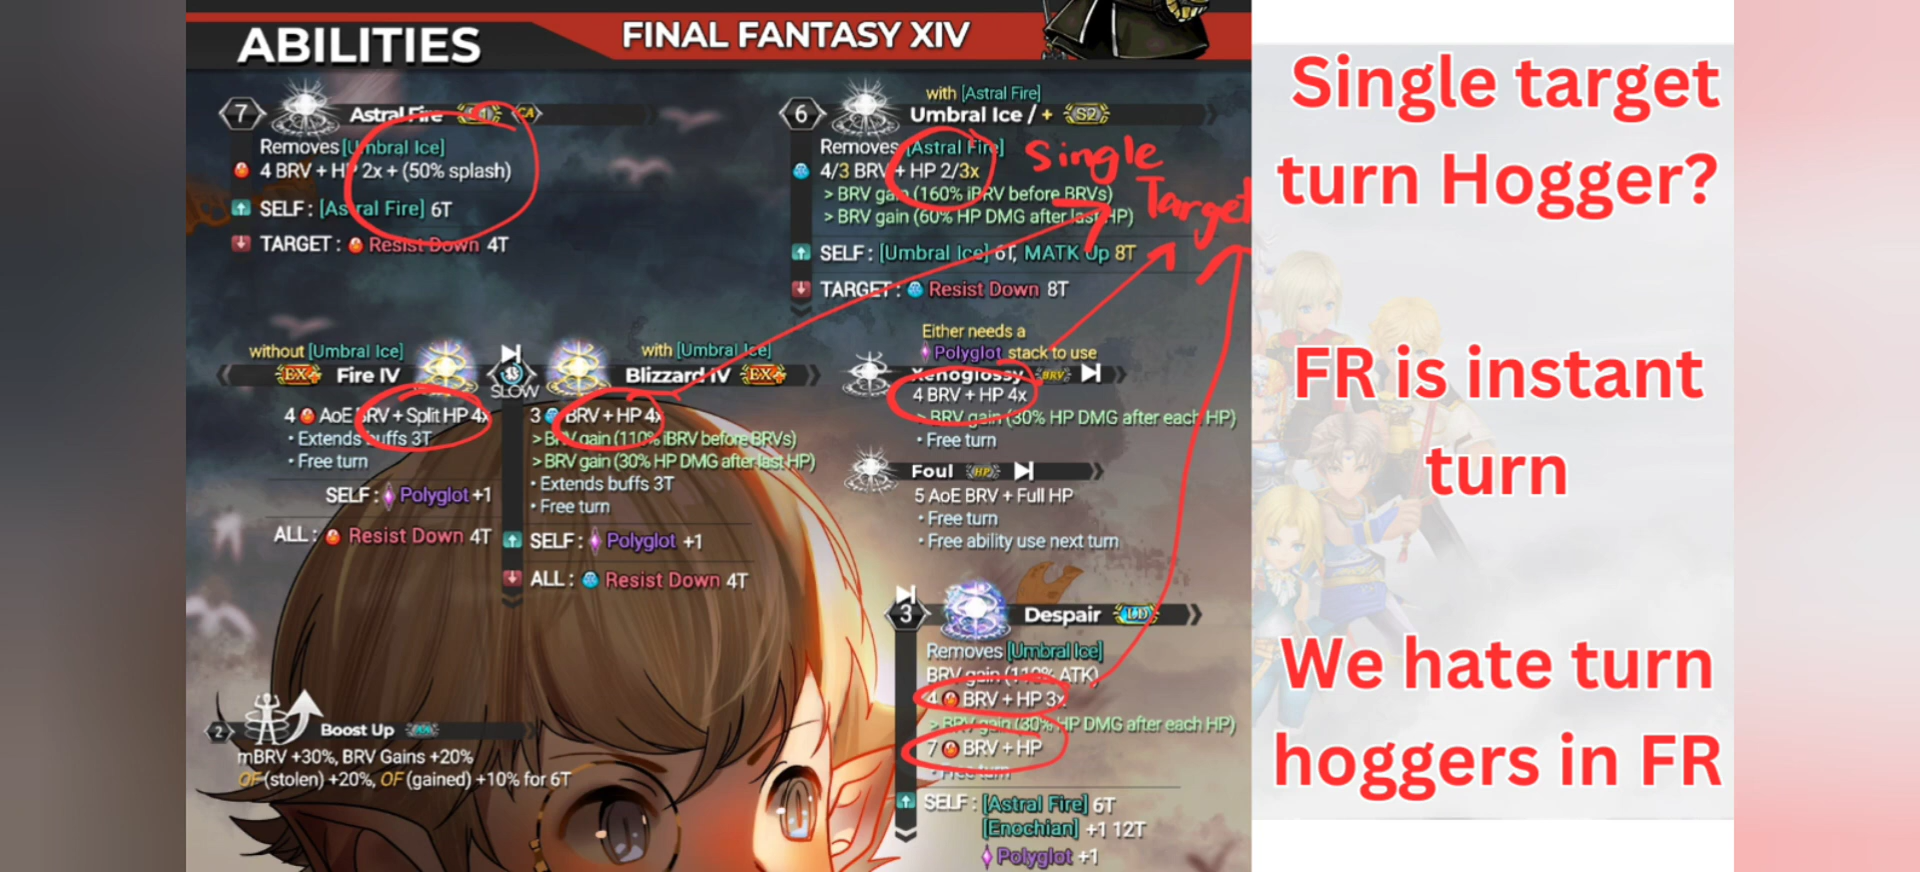 ABILITIES
FINAL FANTASY XIV
7
Astral Fire
S1
CA
Removes [Umbral Ice]
4 BRV + HP 2x + (50% splash)
SELF : [Astral Fire] 6T
TARGET : Resist Down 4T
with [Astral Fire]
6
Umbral Ice / +
S2
Removes [Astral Fire]
4/3 BRV + HP 2/3x
> BRV gain (160% iBRV before BRVs)
> BRV gain (60% HP DMG after last HP)
SELF : [Umbral Ice] 6T, MATK Up 8T
TARGET : Resist Down 8T
Single
Target
without [Umbral Ice]
EX+
Fire IV
SLOW
4 AoE BRV + Split HP 4x
• Extends buffs 3T
• Free turn
SELF : Polyglot +1
ALL : Resist Down 4T
with [Umbral Ice]
Blizzard IV
EX+
3 BRV + HP 4x
> BRV gain (110% iBRV before BRVs)
> BRV gain (30% HP DMG after last HP)
• Extends buffs 3T
• Free turn
SELF : Polyglot +1
ALL : Resist Down 4T
Either needs a
Polyglot stack to use
Xenoglossy
BRV
4 BRV + HP 4x
> BRV gain (30% HP DMG after each HP)
• Free turn
Foul
HP
5 AoE BRV + Full HP
• Free turn
• Free ability use next turn
3
Despair
LD
Removes [Umbral Ice]
BRV gain (110% ATK)
4 BRV + HP 3x
> BRV gain (30% HP DMG after each HP)
7 BRV + HP
• Free turn
SELF : [Astral Fire] 6T
[Enochian] +1 12T
Polyglot +1
2
Boost Up
mBRV +30%, BRV Gains +20%
OF (stolen) +20%, OF (gained) +10% for 6T
Single target
turn Hogger?
FR is instant
turn
We hate turn
hoggers in FR